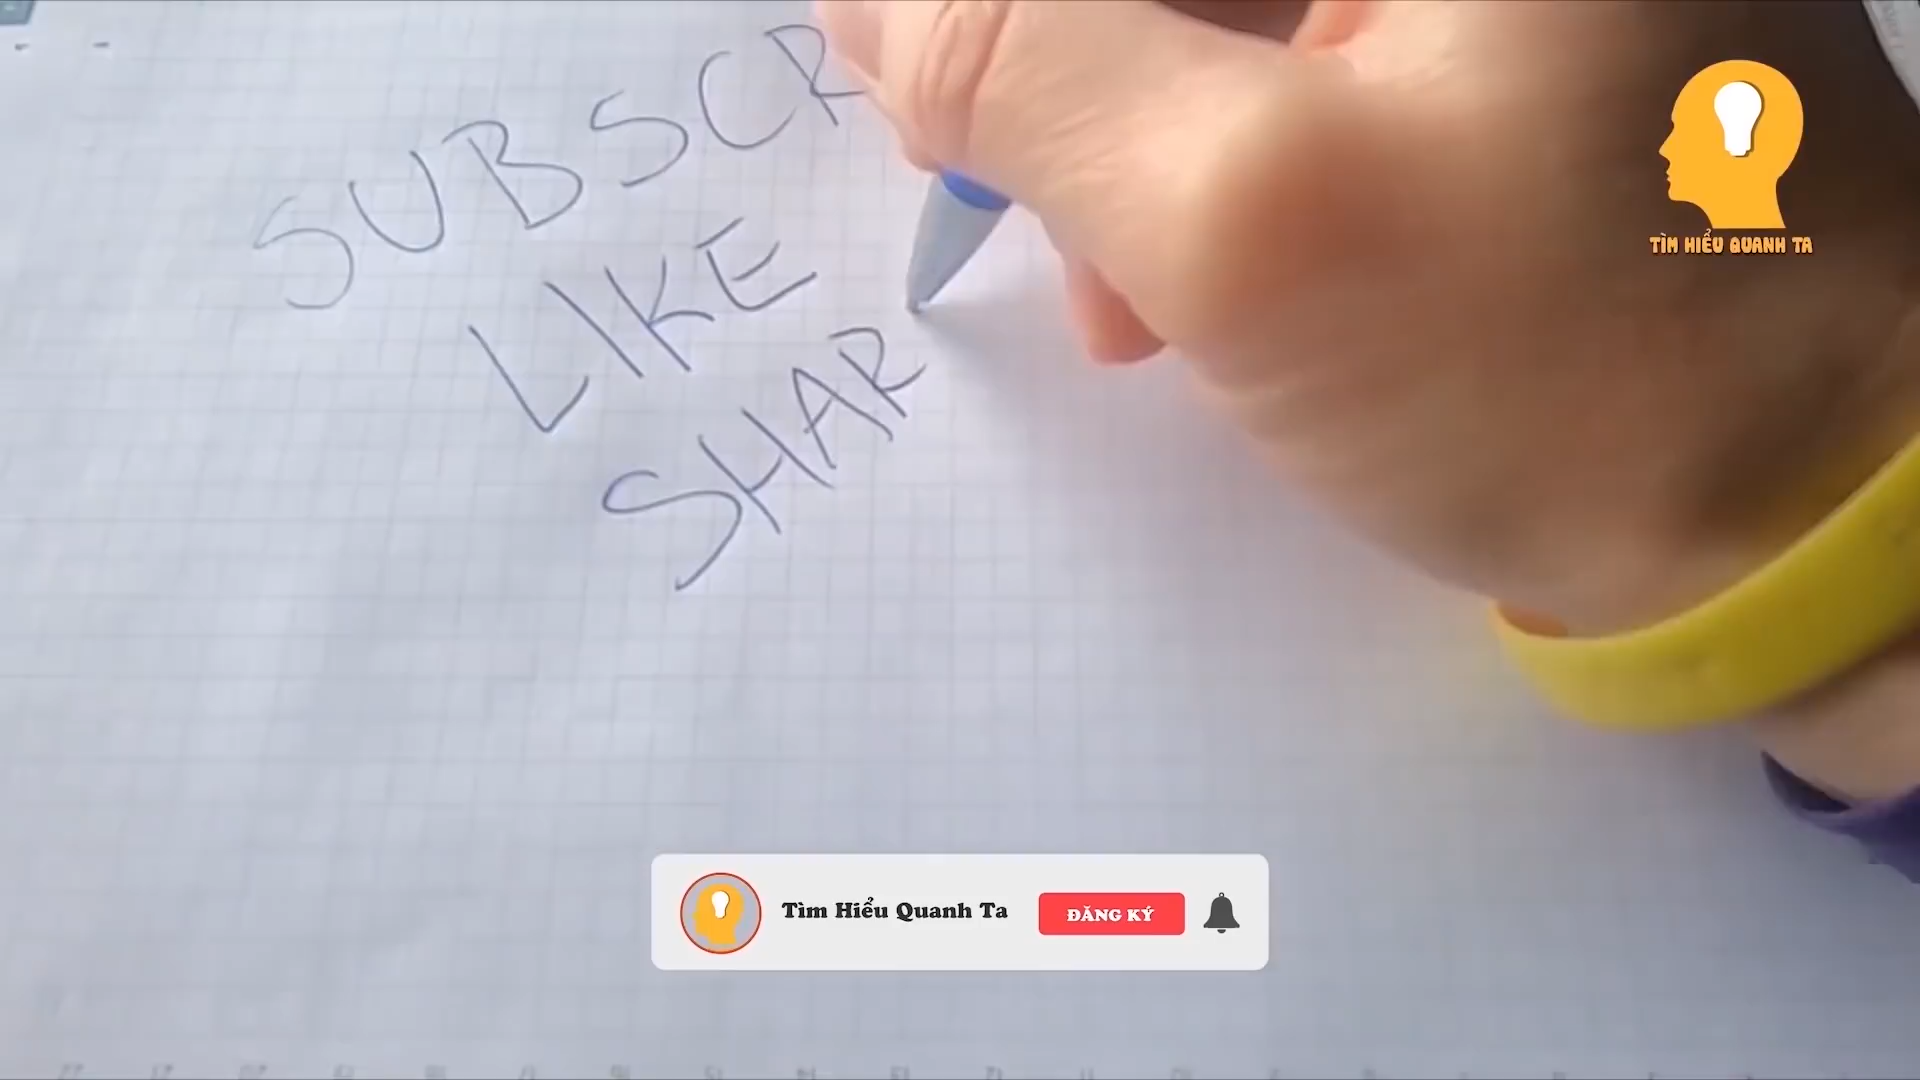 SUBSCR
LIKE
SHAR
TÌM HIỂU QUANH TA
Tìm Hiểu Quanh Ta
ĐĂNG KÝ